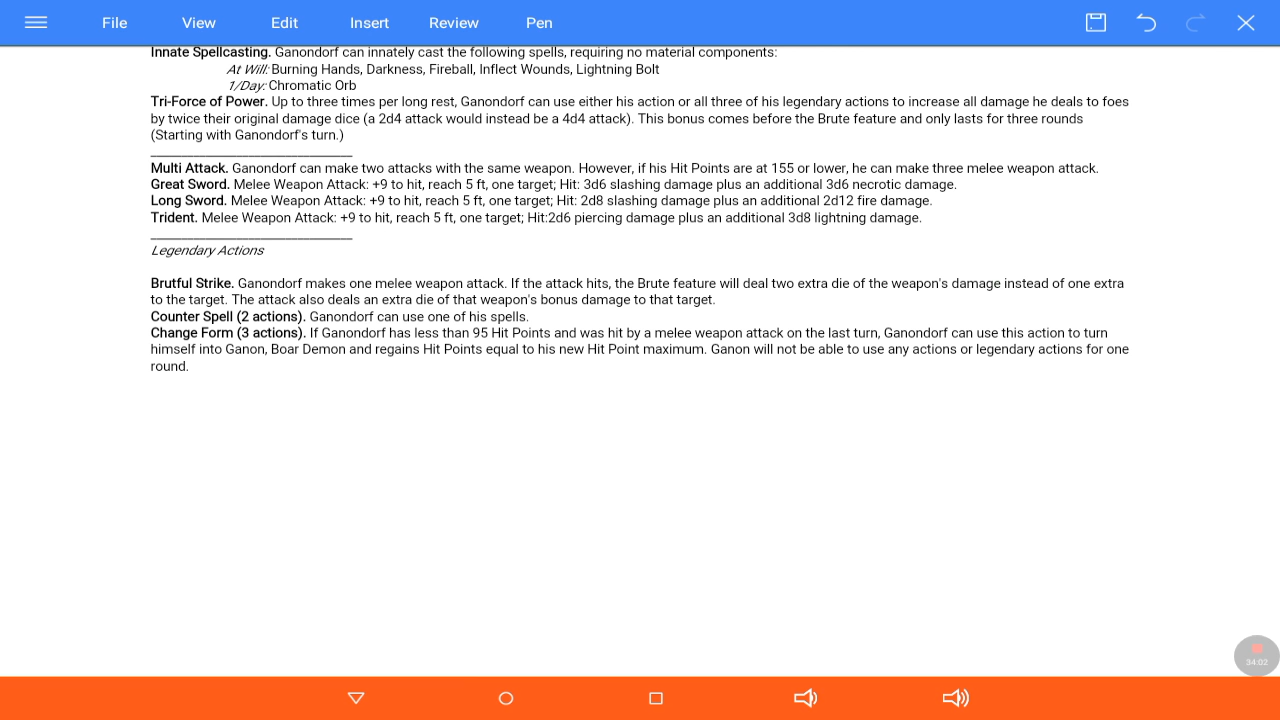 File View Edit Insert Review Pen
Innate Spellcasting. Ganondorf can innately cast the following spells, requiring no material components:
At Will: Burning Hands, Darkness, Fireball, Inflect Wounds, Lightning Bolt
1/Day: Chromatic Orb
Tri-Force of Power. Up to three times per long rest, Ganondorf can use either his action or all three of his legendary actions to increase all damage he deals to foes
by twice their original damage dice (a 2d4 attack would instead be a 4d4 attack). This bonus comes before the Brute feature and only lasts for three rounds
(Starting with Ganondorf's turn.)
Multi Attack. Ganondorf can make two attacks with the same weapon. However, if his Hit Points are at 155 or lower, he can make three melee weapon attack.
Great Sword. Melee Weapon Attack: +9 to hit, reach 5 ft, one target; Hit: 3d6 slashing damage plus an additional 3d6 necrotic damage.
Long Sword. Melee Weapon Attack: +9 to hit, reach 5 ft, one target; Hit: 2d8 slashing damage plus an additional 2d12 fire damage.
Trident. Melee Weapon Attack: +9 to hit, reach 5 ft, one target; Hit:2d6 piercing damage plus an additional 3d8 lightning damage.
Legendary Actions
Brutful Strike. Ganondorf makes one melee weapon attack. If the attack hits, the Brute feature will deal two extra die of the weapon's damage instead of one extra
to the target. The attack also deals an extra die of that weapon's bonus damage to that target.
Counter Spell (2 actions). Ganondorf can use one of his spells.
Change Form (3 actions). If Ganondorf has less than 95 Hit Points and was hit by a melee weapon attack on the last turn, Ganondorf can use this action to turn
himself into Ganon, Boar Demon and regains Hit Points equal to his new Hit Point maximum. Ganon will not be able to use any actions or legendary actions for one
round.
34:02